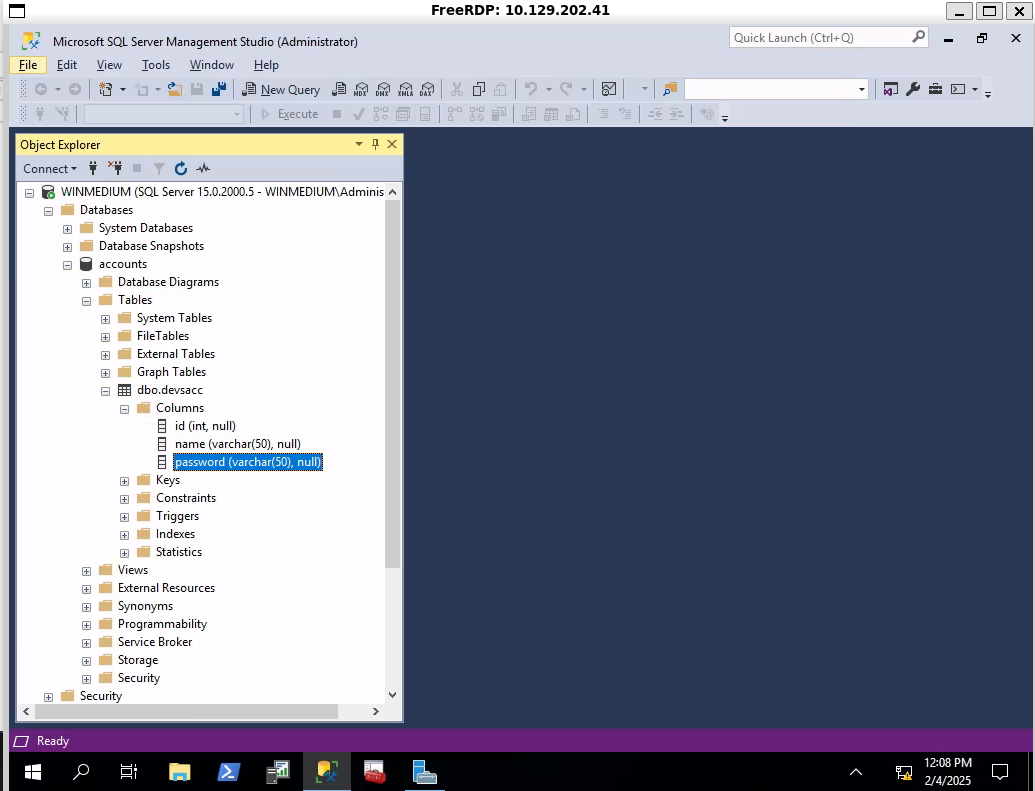 FreeRDP: 10.129.202.41
Microsoft SQL Server Management Studio (Administrator)
Quick Launch (Ctrl+Q)
File Edit View Tools Window Help
New Query MDX DMX XMLA DAX
Execute
Object Explorer
Connect
WINMEDIUM (SQL Server 15.0.2000.5 - WINMEDIUM\Adminis
Databases
System Databases
Database Snapshots
accounts
Database Diagrams
Tables
System Tables
FileTables
External Tables
Graph Tables
dbo.devsacc
Columns
id (int, null)
name (varchar(50), null)
password (varchar(50), null)
Keys
Constraints
Triggers
Indexes
Statistics
Views
External Resources
Synonyms
Programmability
Service Broker
Storage
Security
Security
Ready
12:08 PM
2/4/2025